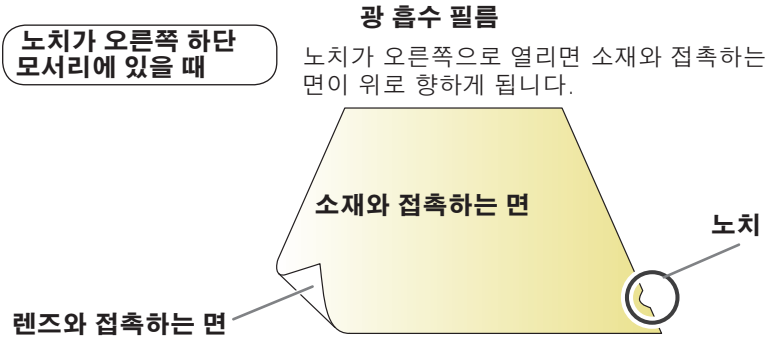 광 흡수 필름
노치가 오른쪽 하단
모서리에 있을 때
노치가 오른쪽으로 열리면 소재와 접촉하는
면이 위로 향하게 됩니다.
소재와 접촉하는 면
노치
렌즈와 접촉하는 면